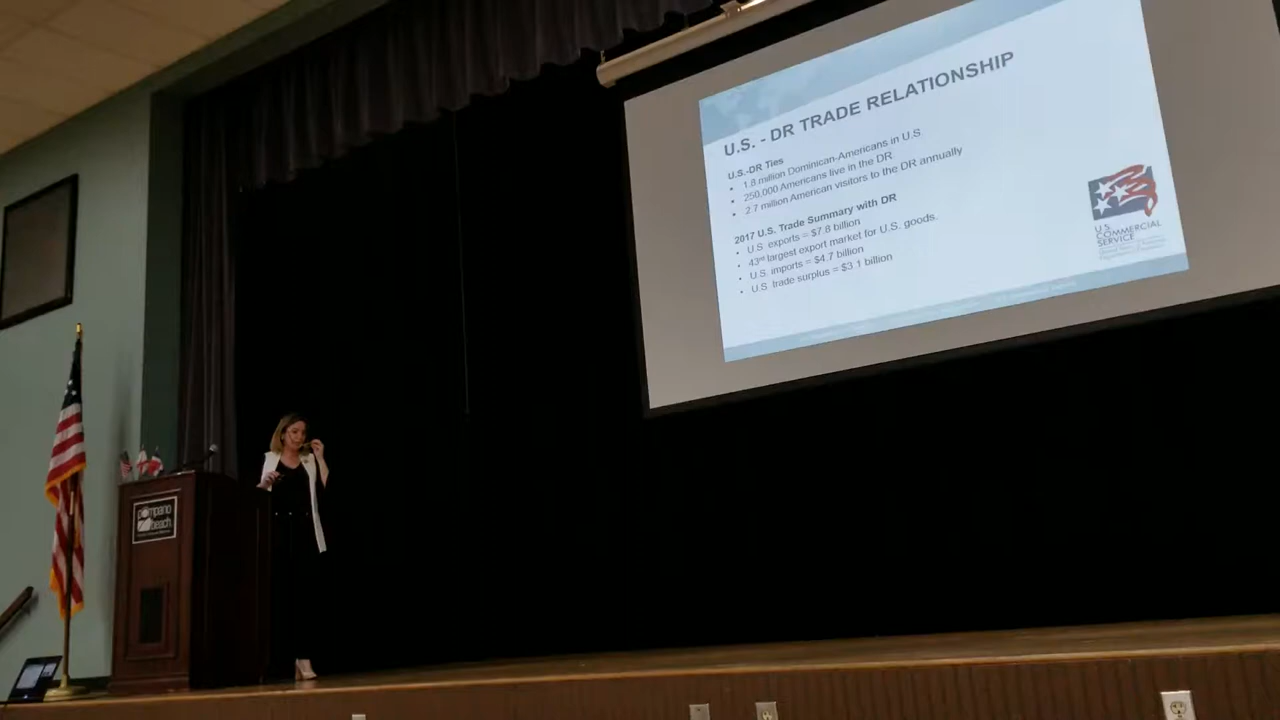 U.S. - DR TRADE RELATIONSHIP
U.S.-DR Ties
• 1.8 million Dominican-Americans in U.S.
• 250,000 Americans live in the DR
• 2.7 million American visitors to the DR annually
2017 U.S. Trade Summary with DR
• U.S. exports = $7.8 billion
• 43rd largest export market for U.S. goods.
• U.S. imports = $4.7 billion
• U.S. trade surplus = $3.1 billion
U.S.
COMMERCIAL
SERVICE
pompano
beach